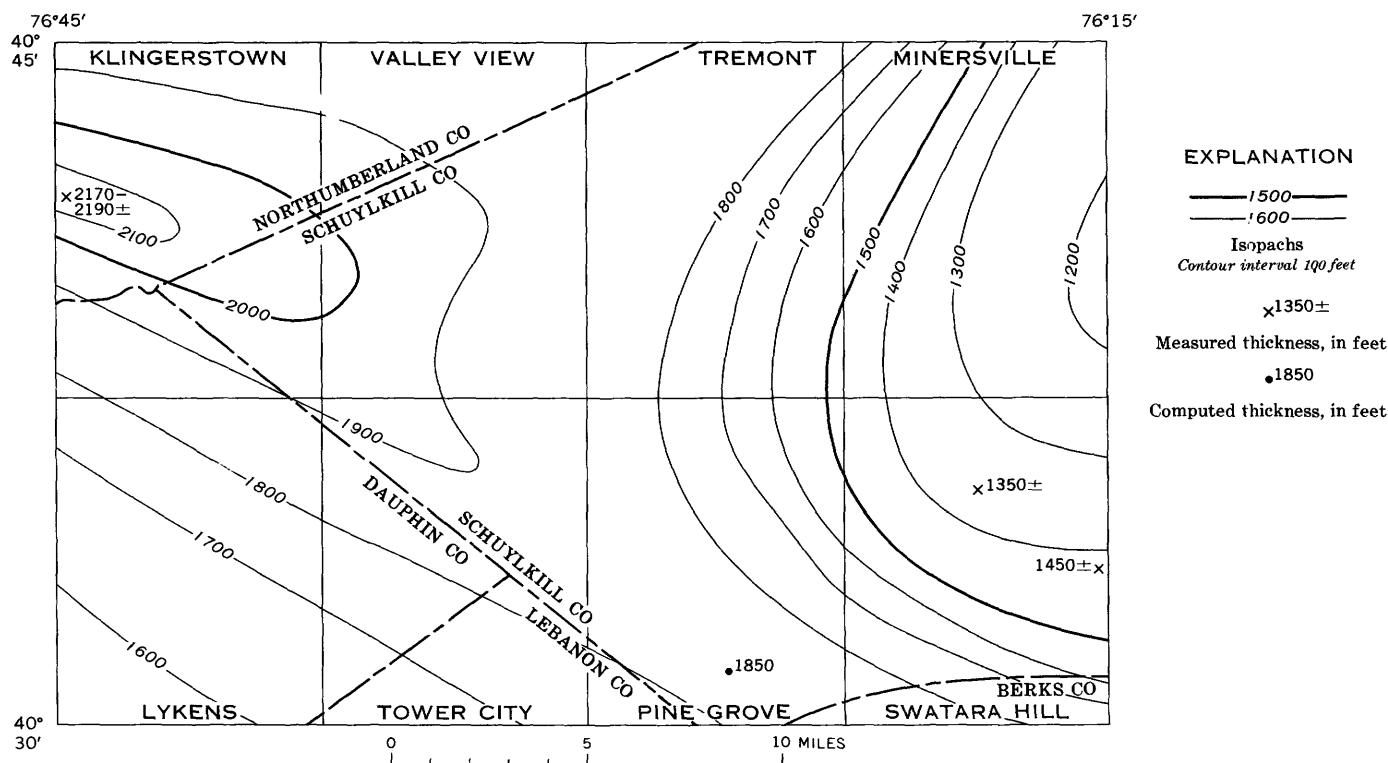 76°45′
76°15′
40°
45′
KLINGERSTOWN
VALLEY VIEW
TREMONT
MINERSVILLE
NORTHUMBERLAND CO
SCHUYLKILL CO
×2170–
2190±
2100
2000
1900
1800
1700
1600
1800
1700
1600
1500
1400
1300
1200
DAUPHIN CO
SCHUYLKILL CO
LEBANON CO
×1350±
1450±×
1850
BERKS CO
LYKENS
TOWER CITY
PINE GROVE
SWATARA HILL
40°
30′
0
5
10 MILES
EXPLANATION
1500
1600
Isopachs
Contour interval 100 feet
×1350±
Measured thickness, in feet
1850
Computed thickness, in feet